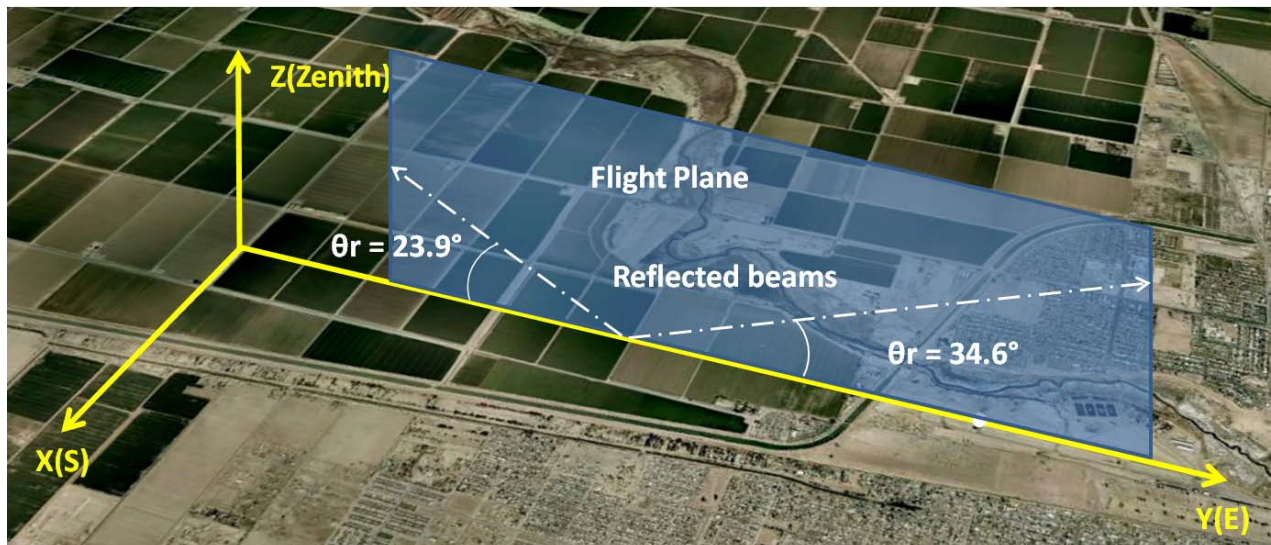 Z(Zenith)
Flight Plane
θr = 23.9°
Reflected beams
θr = 34.6°
X(S)
Y(E)